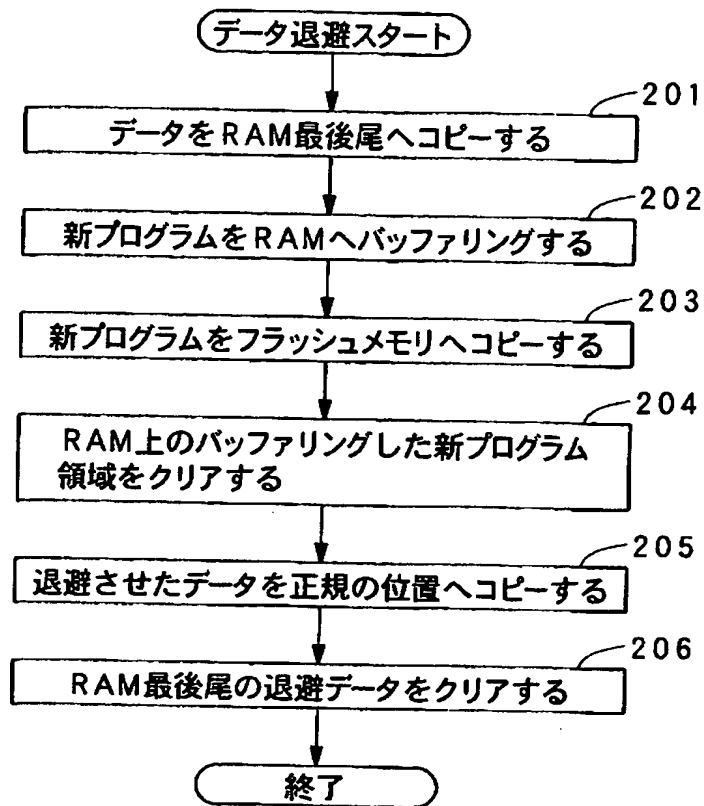 データ退避スタート
201
データをRAM最後尾へコピーする
202
新プログラムをRAMへバッファリングする
203
新プログラムをフラッシュメモリへコピーする
204
RAM上のバッファリングした新プログラム
領域をクリアする
205
退避させたデータを正規の位置へコピーする
206
RAM最後尾の退避データをクリアする
終了